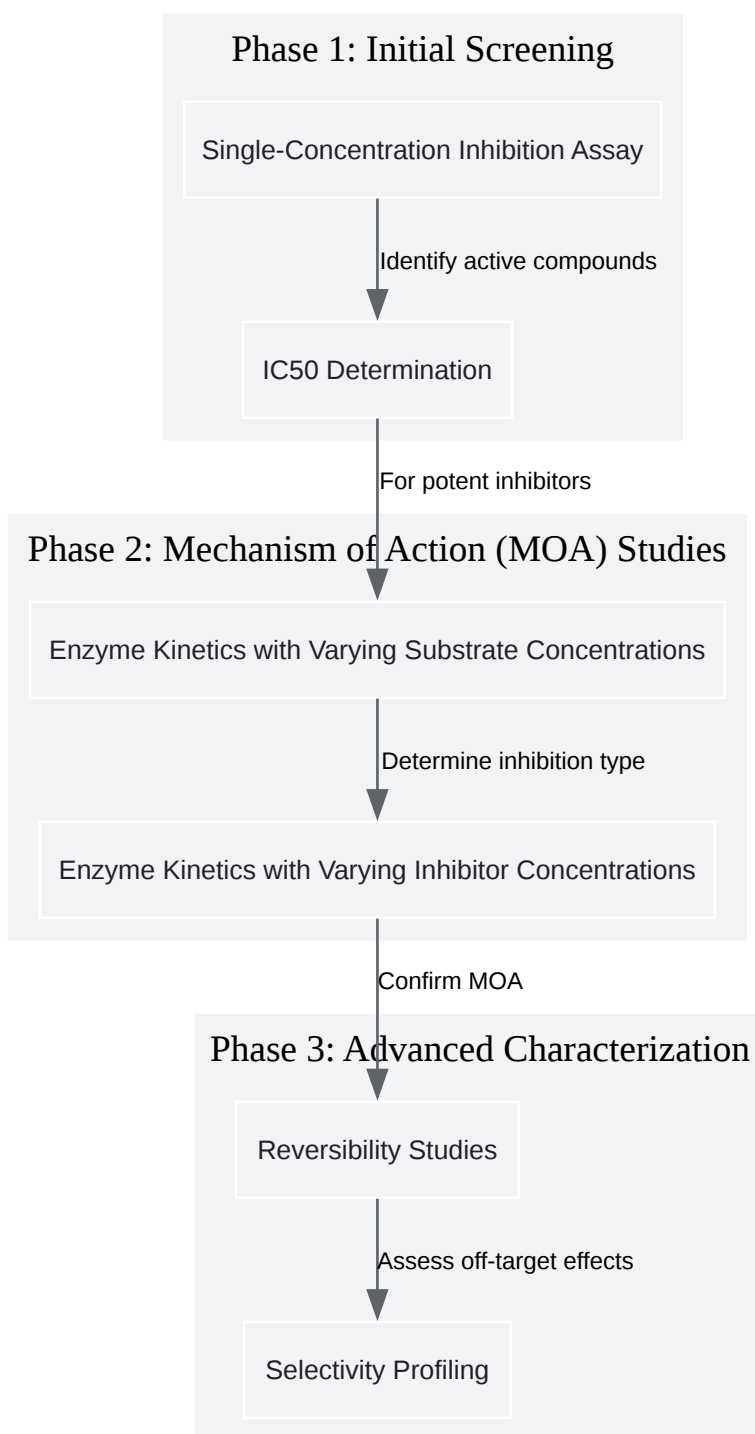 Phase 1: Initial Screening
Single-Concentration Inhibition Assay
Identify active compounds
IC50 Determination
For potent inhibitors
Phase 2: Mechanism of Action (MOA) Studies
Enzyme Kinetics with Varying Substrate Concentrations
Determine inhibition type
Enzyme Kinetics with Varying Inhibitor Concentrations
Confirm MOA
Phase 3: Advanced Characterization
Reversibility Studies
Assess off-target effects
Selectivity Profiling